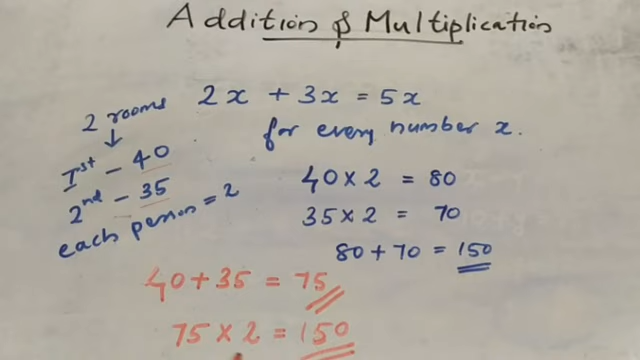 Addition & Multiplication
2x + 3x = 5x
for every number x.
2 rooms
↓
Ist - 40
2nd - 35
each person = 2
40 × 2 = 80
35 × 2 = 70
80 + 70 = 150
40 + 35 = 75
75 × 2 = 150